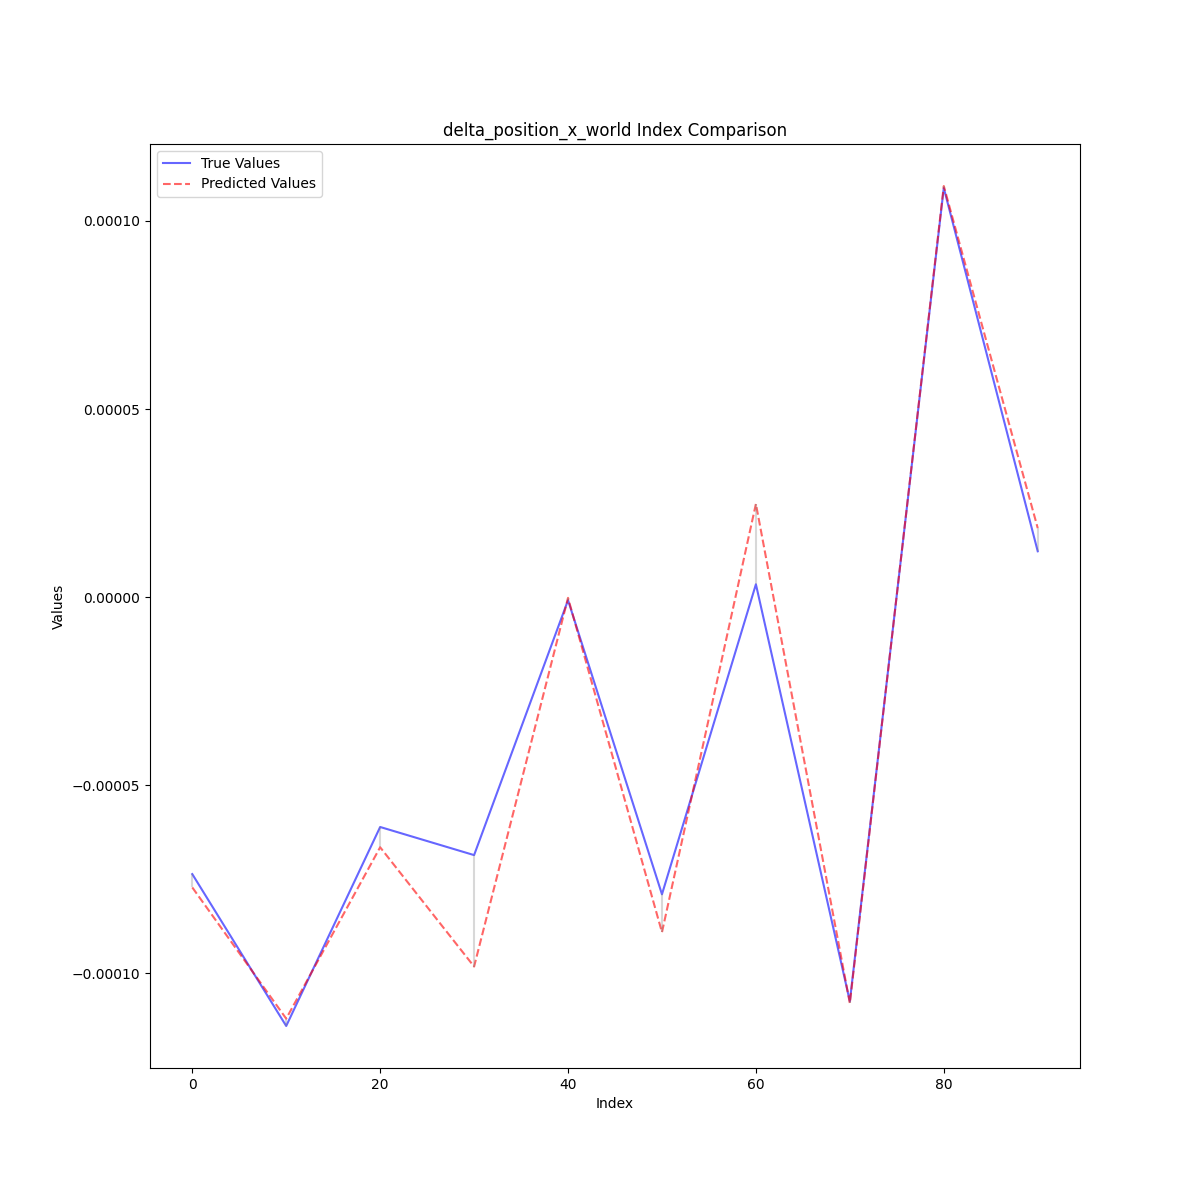 delta_position_x_world Index Comparison
True Values
Predicted Values
0.00010
0.00005
0.00000
−0.00005
−0.00010
Values
0
20
40
60
80
Index